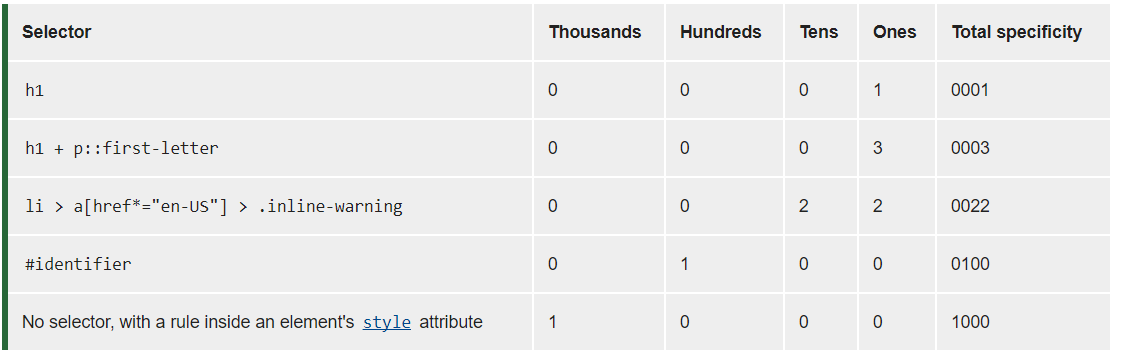 Selector Thousands Hundreds Tens Ones Total specificity
h1 0 0 0 1 0001
h1 + p::first-letter 0 0 0 3 0003
li > a[href*="en-US"] > .inline-warning 0 0 2 2 0022
#identifier 0 1 0 0 0100
No selector, with a rule inside an element's style attribute 1 0 0 0 1000